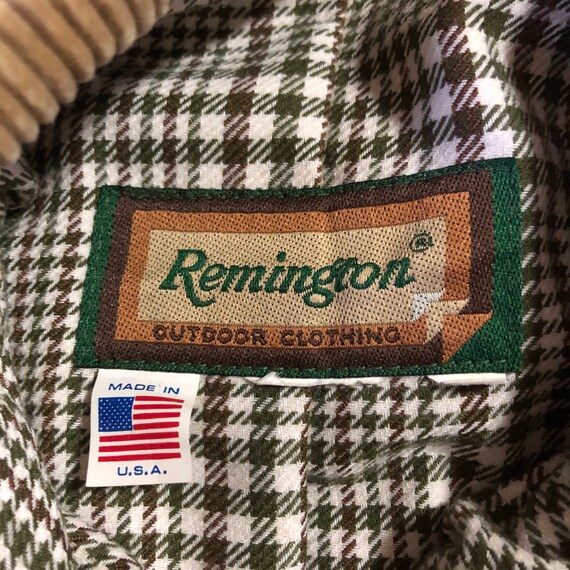 Remington®
OUTDOOR CLOTHING
MADE IN
U.S.A.